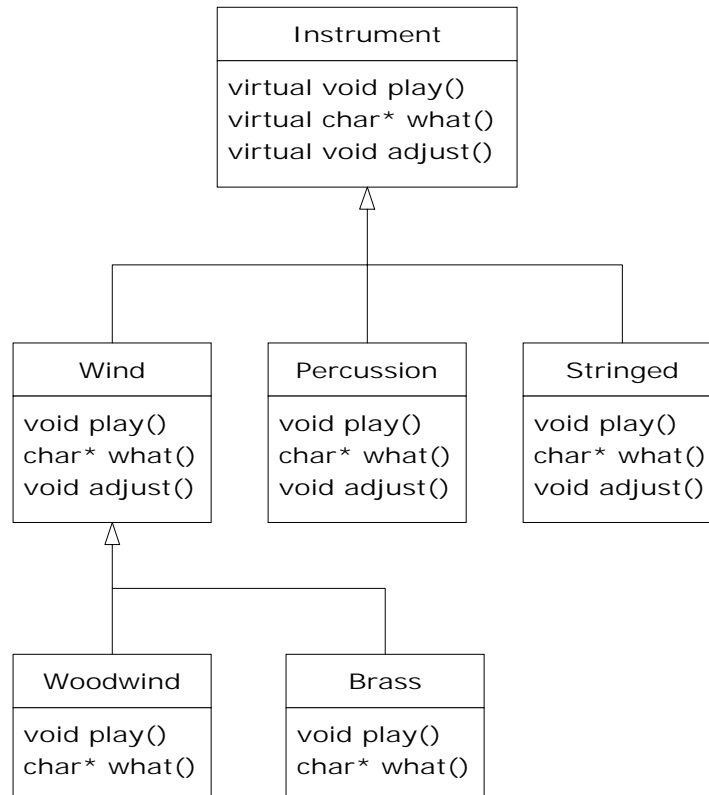 Instrument
virtual void play()
virtual char* what()
virtual void adjust()
Wind
void play()
char* what()
void adjust()
Percussion
void play()
char* what()
void adjust()
Stringed
void play()
char* what()
void adjust()
Woodwind
void play()
char* what()
Brass
void play()
char* what()